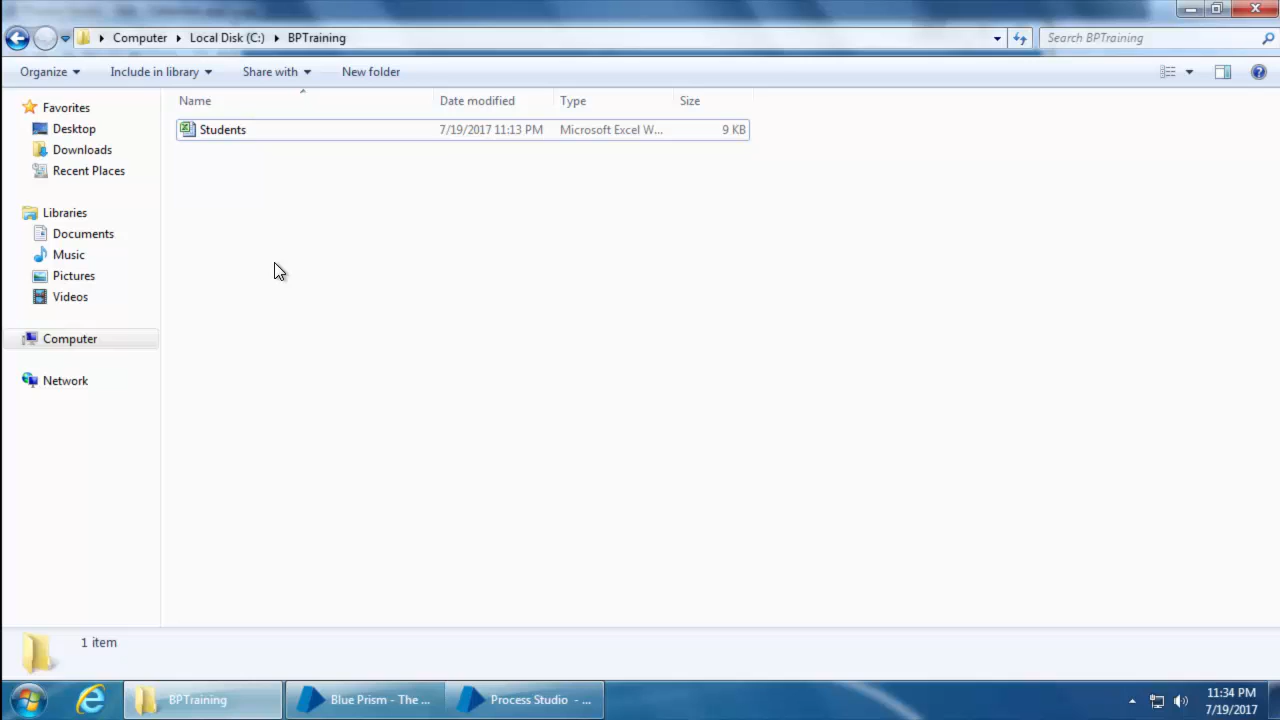 Computer Local Disk (C:) BPTraining
Search BPTraining
Organize Include in library Share with New folder
Name Date modified Type Size
Students 7/19/2017 11:13 PM Microsoft Excel W... 9 KB
Favorites
Desktop
Downloads
Recent Places
Libraries
Documents
Music
Pictures
Videos
Computer
Network
1 item
BPTraining Blue Prism - The ... Process Studio - ...
11:34 PM
7/19/2017